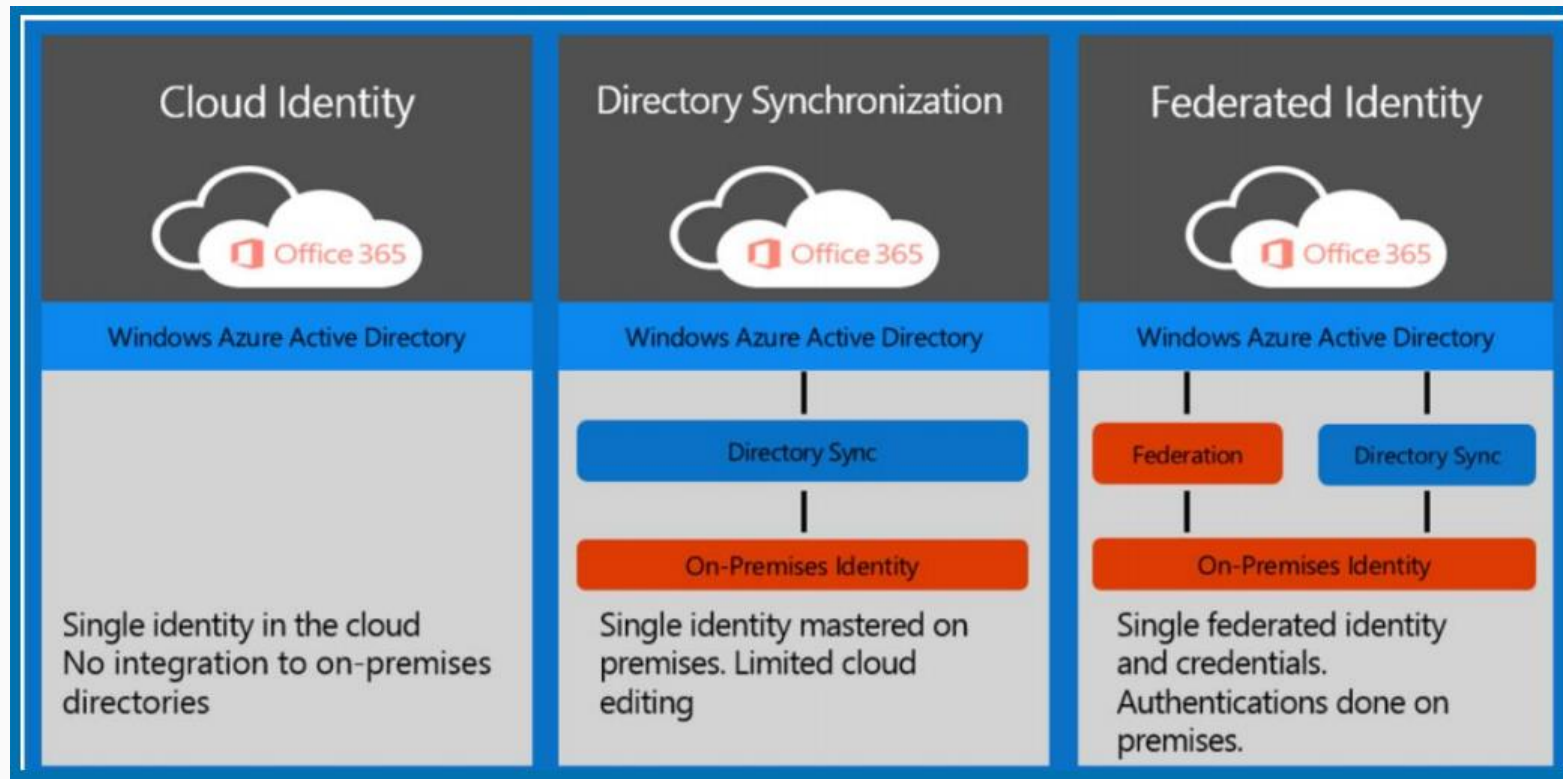 Cloud Identity
Office 365
Windows Azure Active Directory
Single identity in the cloud
No integration to on-premises
directories
Directory Synchronization
Office 365
Windows Azure Active Directory
Directory Sync
On-Premises Identity
Single identity mastered on
premises. Limited cloud
editing
Federated Identity
Office 365
Windows Azure Active Directory
Federation
Directory Sync
On-Premises Identity
Single federated identity
and credentials.
Authentications done on
premises.